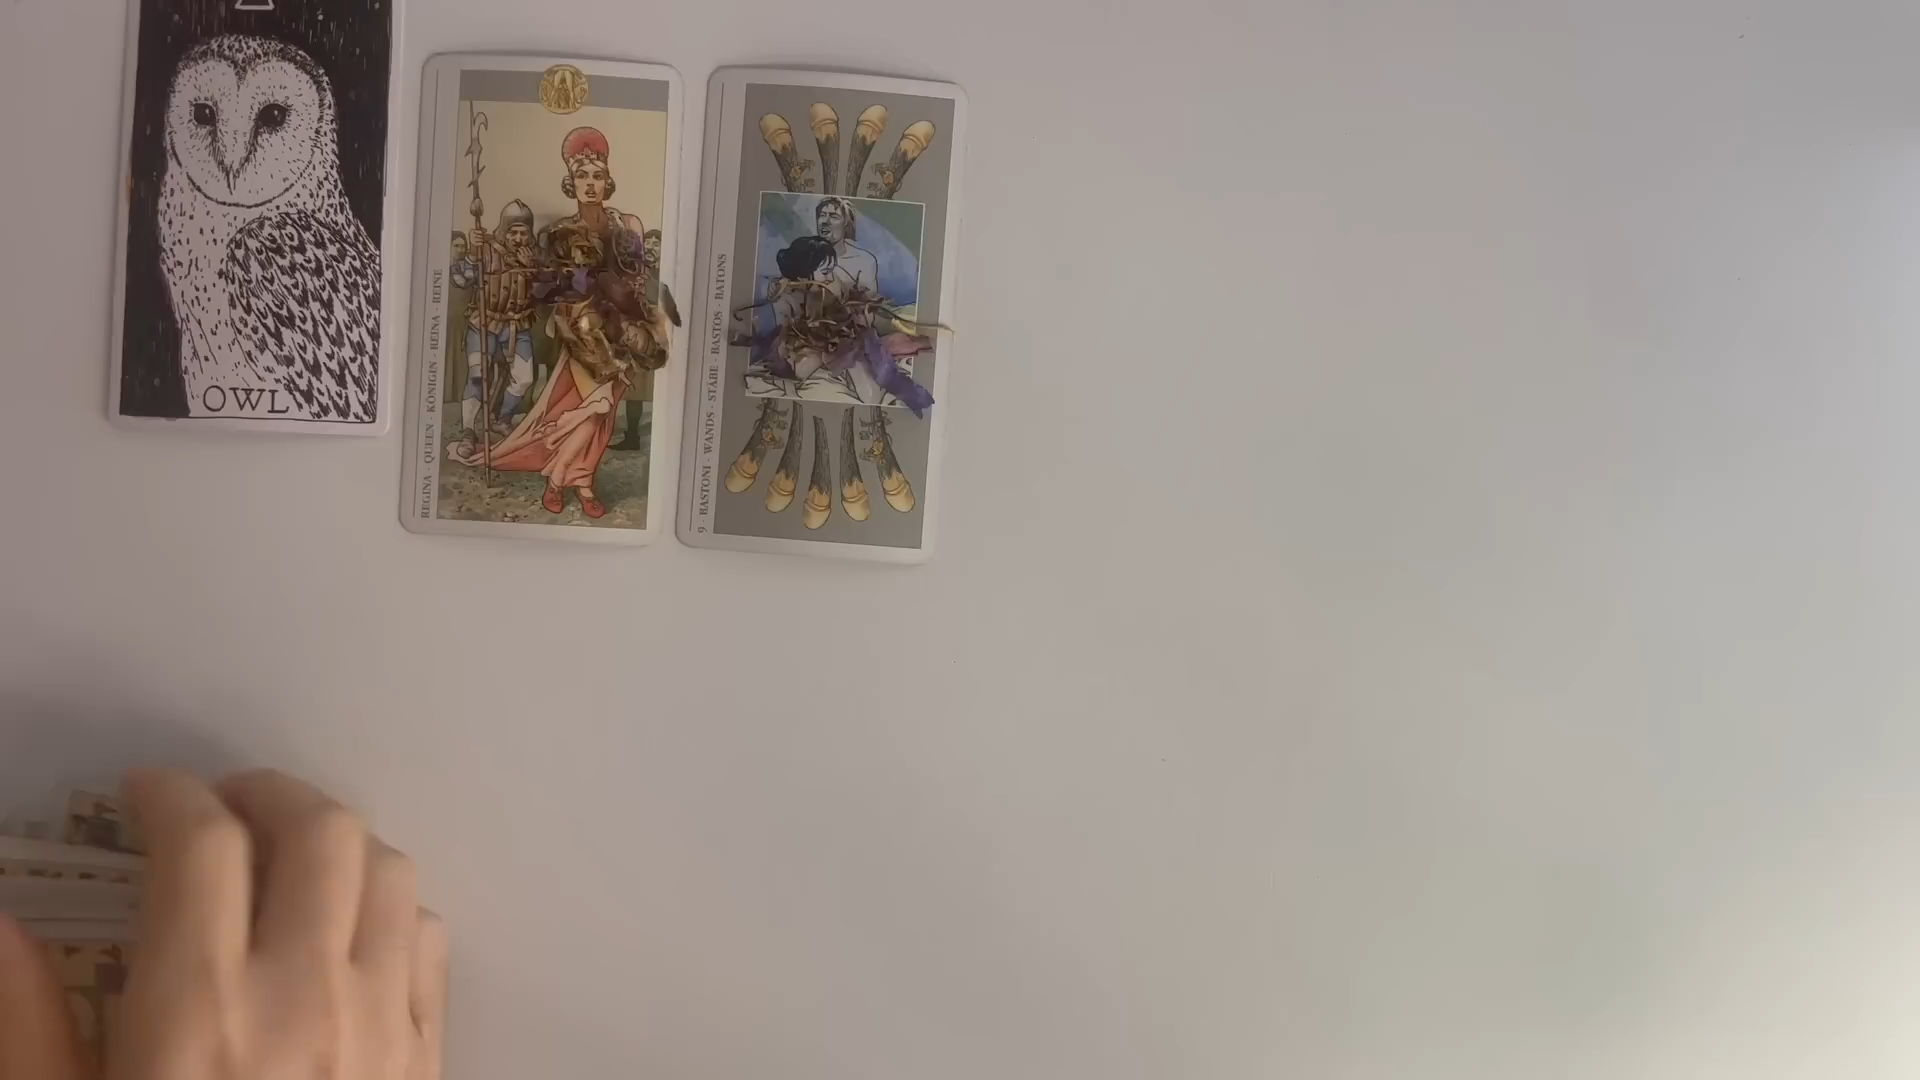 OWL
REGINA - QUEEN - KÖNIGIN - REINA - REINE
9 - BASTONI - WANDS - STÄBE - BASTOS - BATONS